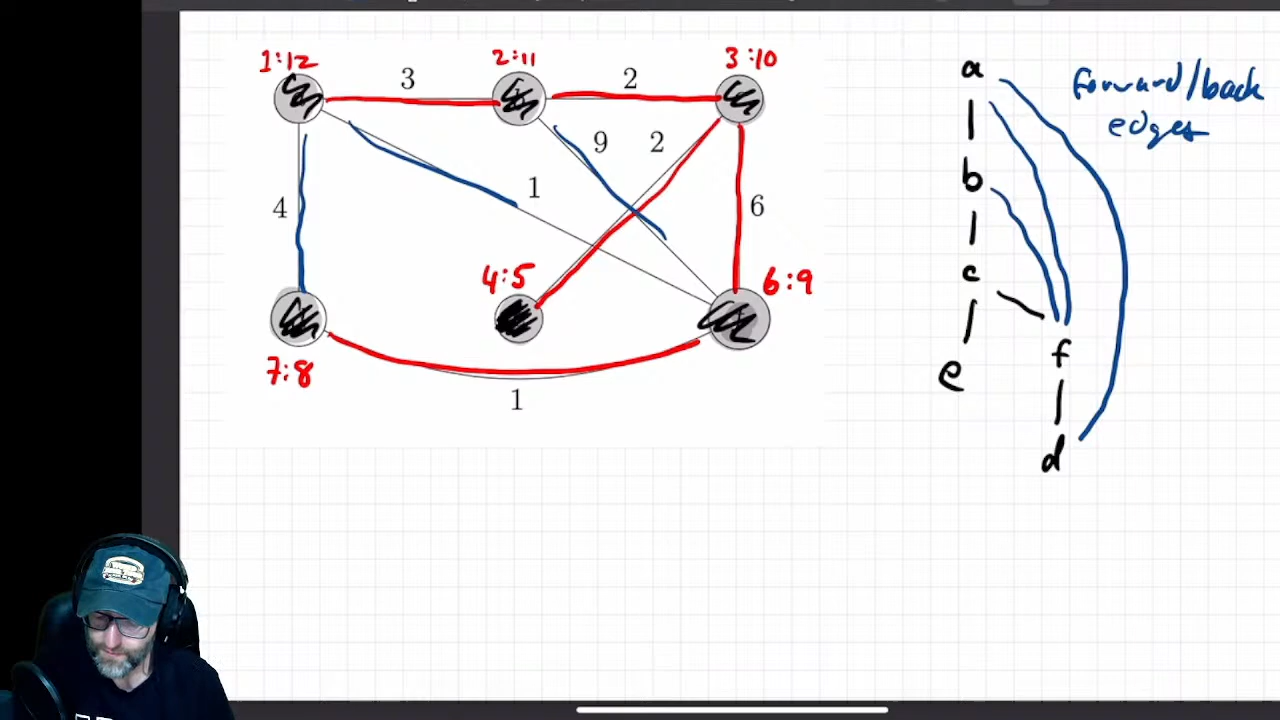 1:12 2:11 3:10
3 2
9 2
1
4 6
4:5 6:9
7:8
1
a
b
c
e
f
d
forward/back
edges